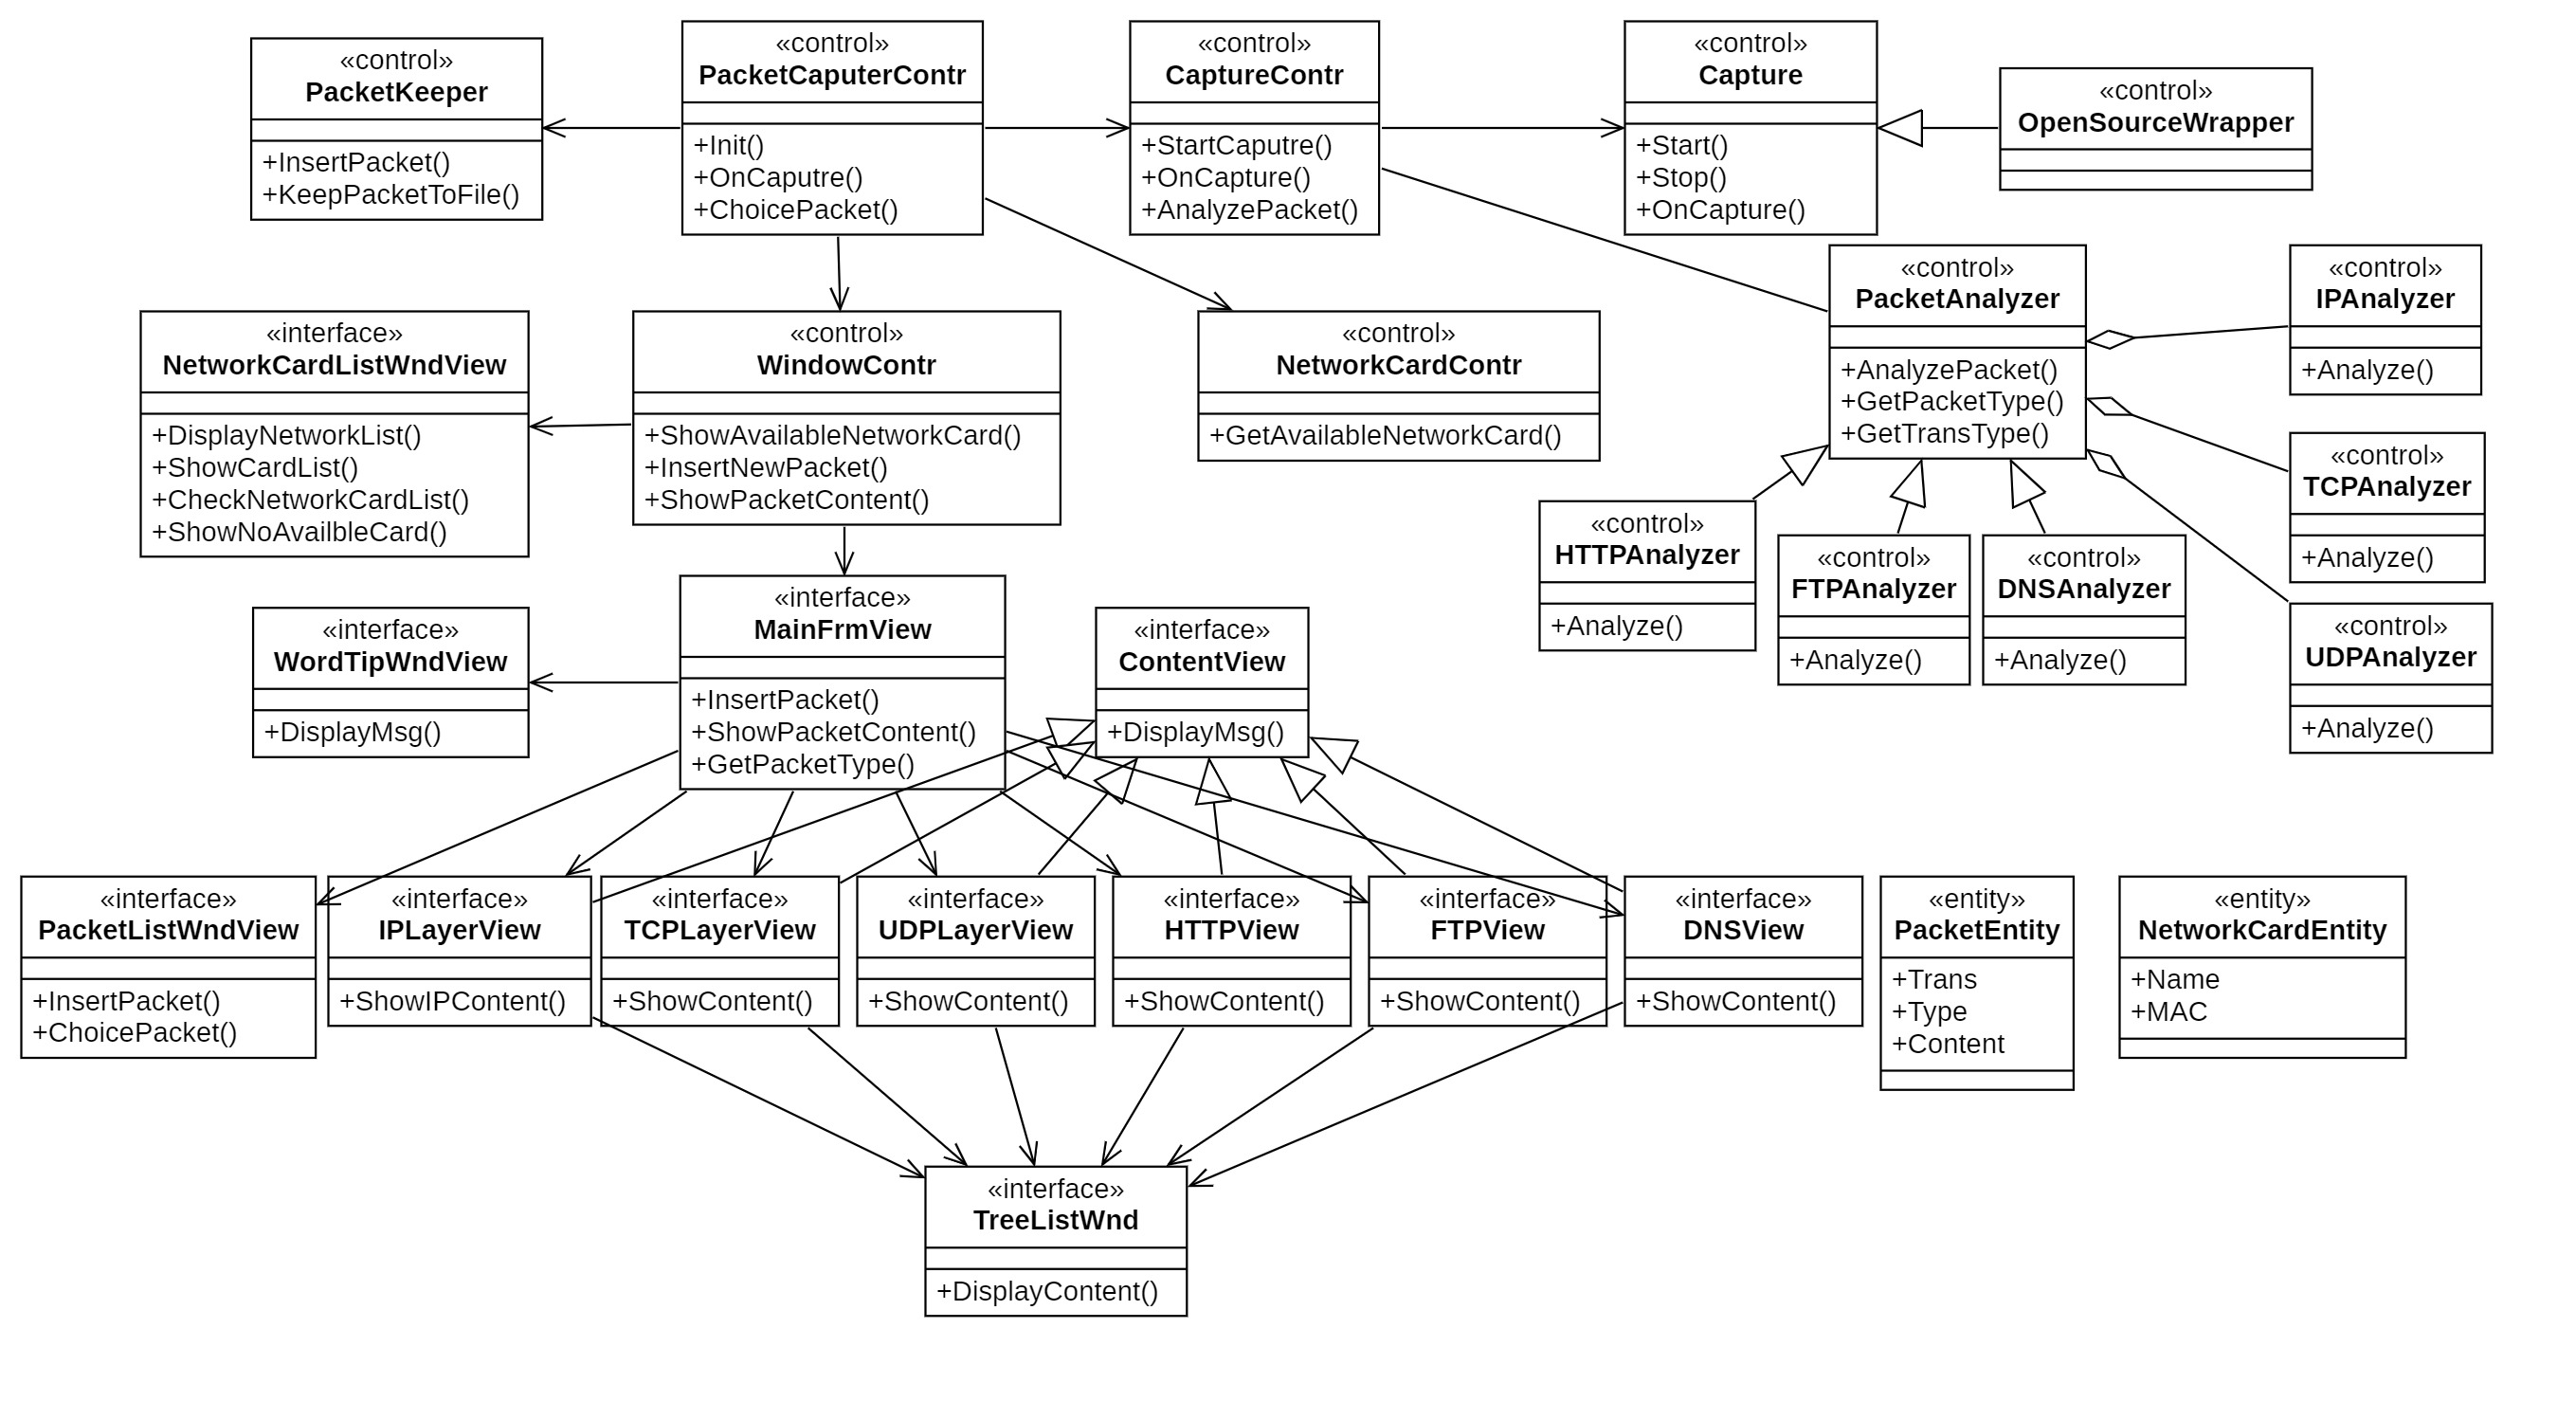 «control»
PacketKeeper
+InsertPacket()
+KeepPacketToFile()
«control»
PacketCaputerContr
+Init()
+OnCaputre()
+ChoicePacket()
«control»
CaptureContr
+StartCaputre()
+OnCapture()
+AnalyzePacket()
«control»
Capture
+Start()
+Stop()
+OnCapture()
«control»
OpenSourceWrapper
«interface»
NetworkCardListWndView
+DisplayNetworkList()
+ShowCardList()
+CheckNetworkCardList()
+ShowNoAvailbleCard()
«control»
WindowContr
+ShowAvailableNetworkCard()
+InsertNewPacket()
+ShowPacketContent()
«control»
NetworkCardContr
+GetAvailableNetworkCard()
«control»
PacketAnalyzer
+AnalyzePacket()
+GetPacketType()
+GetTransType()
«control»
IPAnalyzer
+Analyze()
«control»
TCPAnalyzer
+Analyze()
«control»
HTTPAnalyzer
+Analyze()
«control»
FTPAnalyzer
+Analyze()
«control»
DNSAnalyzer
+Analyze()
«control»
UDPAnalyzer
+Analyze()
«interface»
WordTipWndView
+DisplayMsg()
«interface»
MainFrmView
+InsertPacket()
+ShowPacketContent()
+GetPacketType()
«interface»
ContentView
+DisplayMsg()
«interface»
PacketListWndView
+InsertPacket()
+ChoicePacket()
«interface»
IPLayerView
+ShowIPContent()
«interface»
TCPLayerView
+ShowContent()
«interface»
UDPLayerView
+ShowContent()
«interface»
HTTPView
+ShowContent()
«interface»
FTPView
+ShowContent()
«interface»
DNSView
+ShowContent()
«entity»
PacketEntity
+Trans
+Type
+Content
«entity»
NetworkCardEntity
+Name
+MAC
«interface»
TreeListWnd
+DisplayContent()